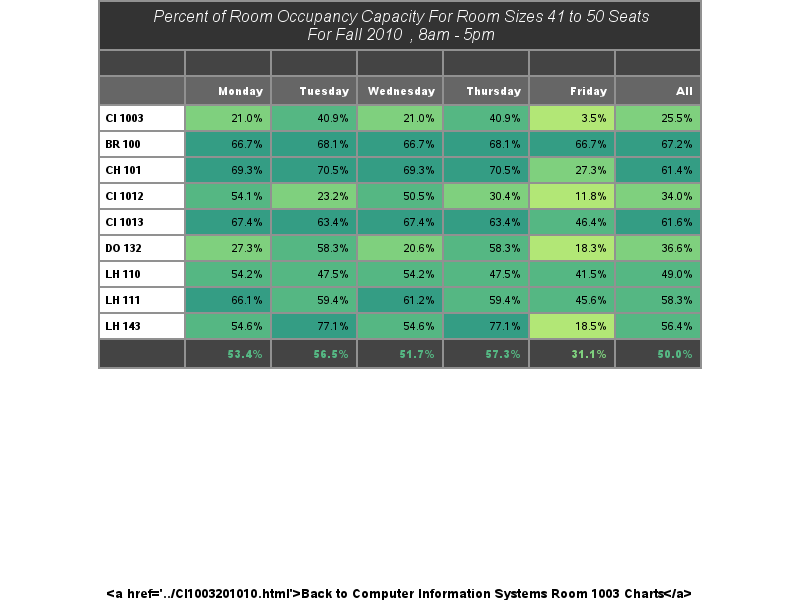 Percent of Room Occupancy Capacity For Room Sizes 41 to 50 Seats
For Fall 2010 , 8am - 5pm
Monday Tuesday Wednesday Thursday Friday All
CI 1003 21.0% 40.9% 21.0% 40.9% 3.5% 25.5%
BR 100 66.7% 68.1% 66.7% 68.1% 66.7% 67.2%
CH 101 69.3% 70.5% 69.3% 70.5% 27.3% 61.4%
CI 1012 54.1% 23.2% 50.5% 30.4% 11.8% 34.0%
CI 1013 67.4% 63.4% 67.4% 63.4% 46.4% 61.6%
DO 132 27.3% 58.3% 20.6% 58.3% 18.3% 36.6%
LH 110 54.2% 47.5% 54.2% 47.5% 41.5% 49.0%
LH 111 66.1% 59.4% 61.2% 59.4% 45.6% 58.3%
LH 143 54.6% 77.1% 54.6% 77.1% 18.5% 56.4%
53.4% 56.5% 51.7% 57.3% 31.1% 50.0%
<a href='../CI1003201010.html'>Back to Computer Information Systems Room 1003 Charts</a>